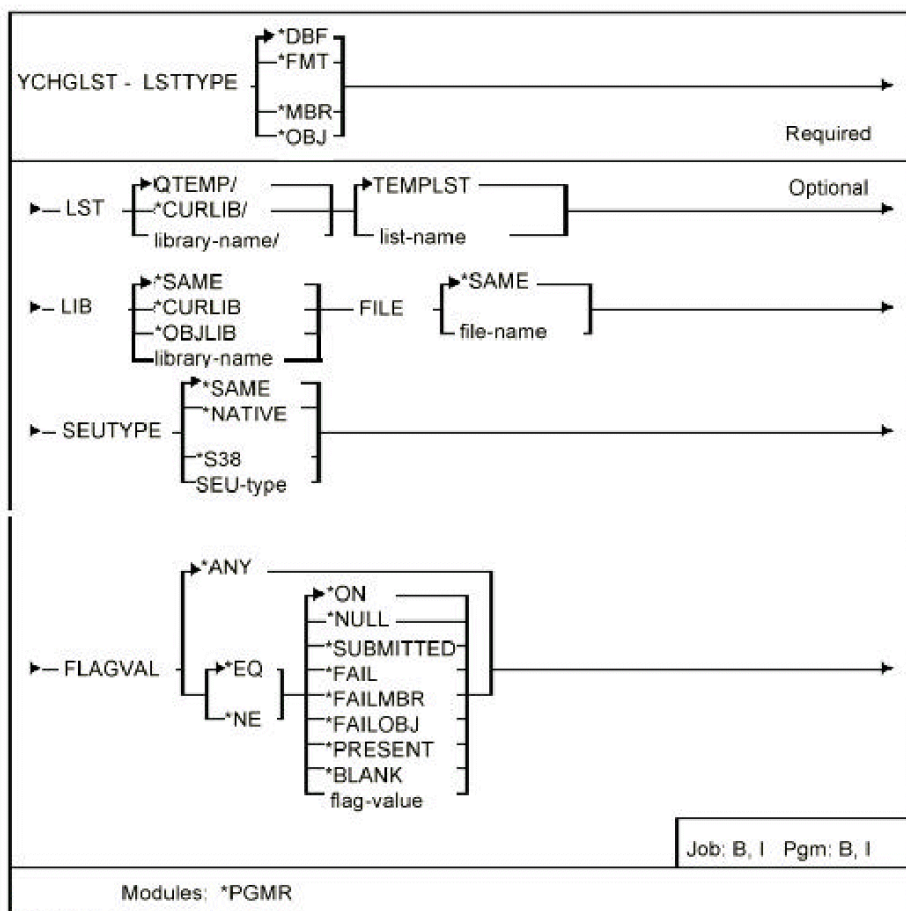 *DBF
*FMT
YCHGLST - LSTTYPE
*MBR
*OBJ
Required
LST QTEMP/ TEMPLST Optional
*CURLIB/
library-name/ list-name
*SAME *SAME
LIB *CURLIB FILE
*OBJLIB file-name
library-name
*SAME
*NATIVE
SEUTYPE
*S38
SEU-type
*ANY
*ON
*NULL
*SUBMITTED
FLAGVAL *EQ *FAIL
*FAILMBR
*NE *FAILOBJ
*PRESENT
*BLANK
flag-value
Job: B, I Pgm: B, I
Modules: *PGMR